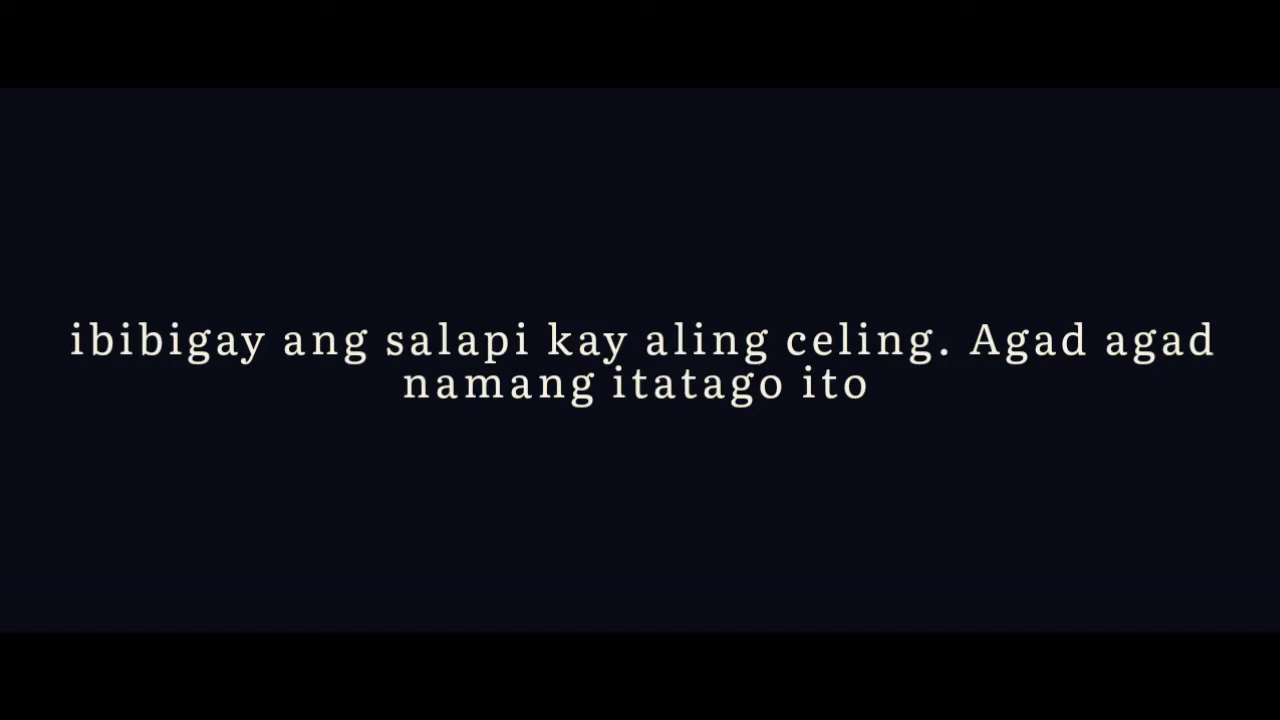 ibibigay ang salapi kay aling celing. Agad agad
namang itatago ito